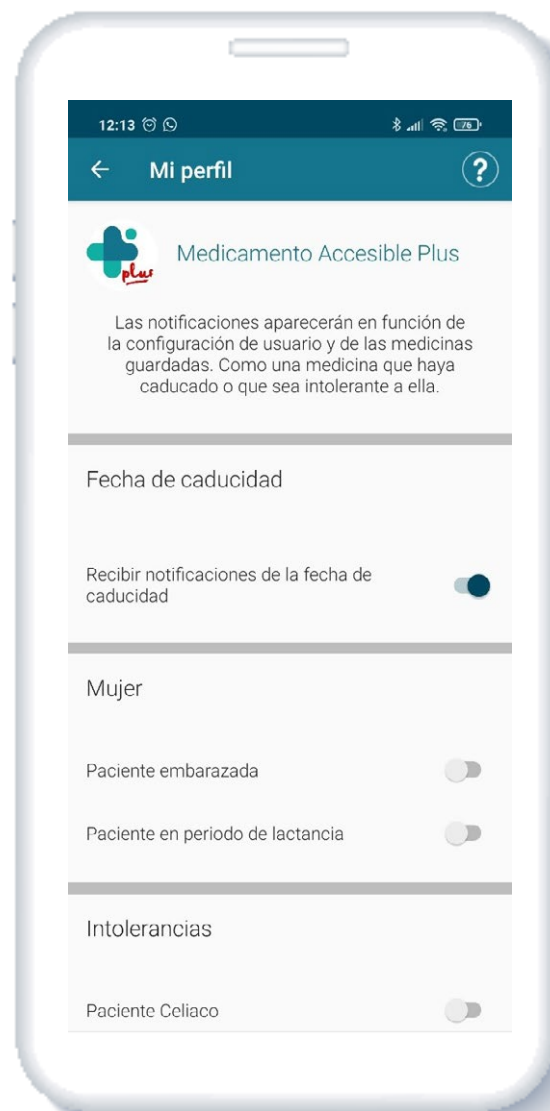 12:13
76
Mi perfil
?
plus
Medicamento Accesible Plus
Las notificaciones aparecerán en función de
la configuración de usuario y de las medicinas
guardadas. Como una medicina que haya
caducado o que sea intolerante a ella.
Fecha de caducidad
Recibir notificaciones de la fecha de
caducidad
Mujer
Paciente embarazada
Paciente en periodo de lactancia
Intolerancias
Paciente Celiaco